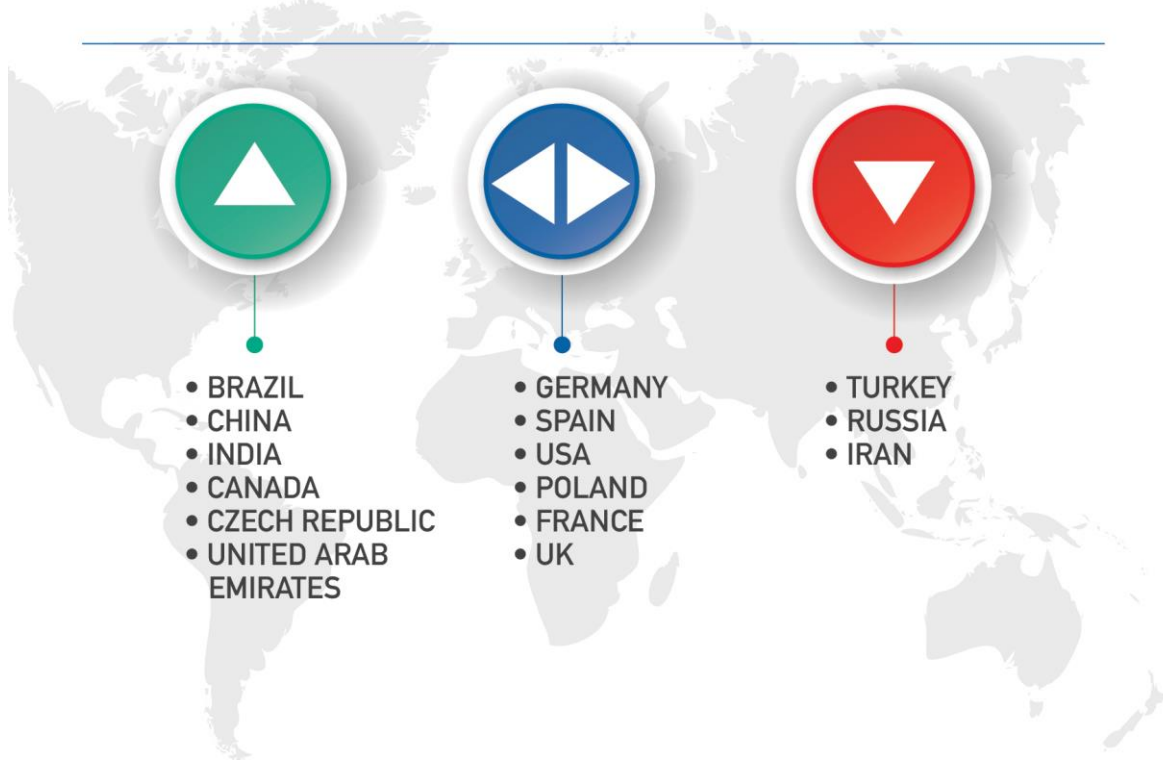 • BRAZIL
• CHINA
• INDIA
• CANADA
• CZECH REPUBLIC
• UNITED ARAB
EMIRATES
• GERMANY
• SPAIN
• USA
• POLAND
• FRANCE
• UK
• TURKEY
• RUSSIA
• IRAN